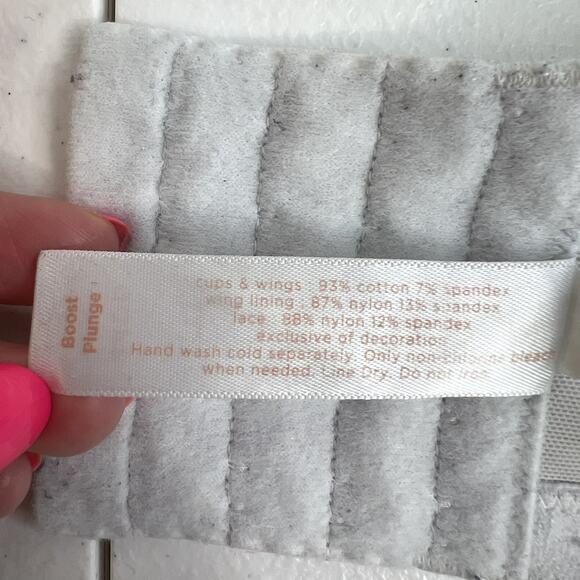 Boost
Plunge
cups & wings : 93% cotton 7% spandex
wing lining : 87% nylon 13% spandex
lace : 88% nylon 12% spandex
exclusive of decoration
Hand wash cold separately. Only non-chlorine bleach
when needed. Line Dry. Do not iron.